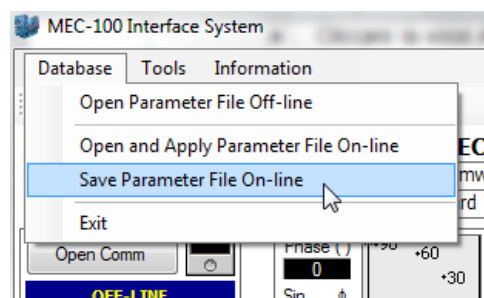 MEC-100 Interface System
Database Tools Information
Open Parameter File Off-line
Open and Apply Parameter File On-line
Save Parameter File On-line
Exit
Open Comm
OFF-LINE
Phase ( )
0
+90
+60
+30